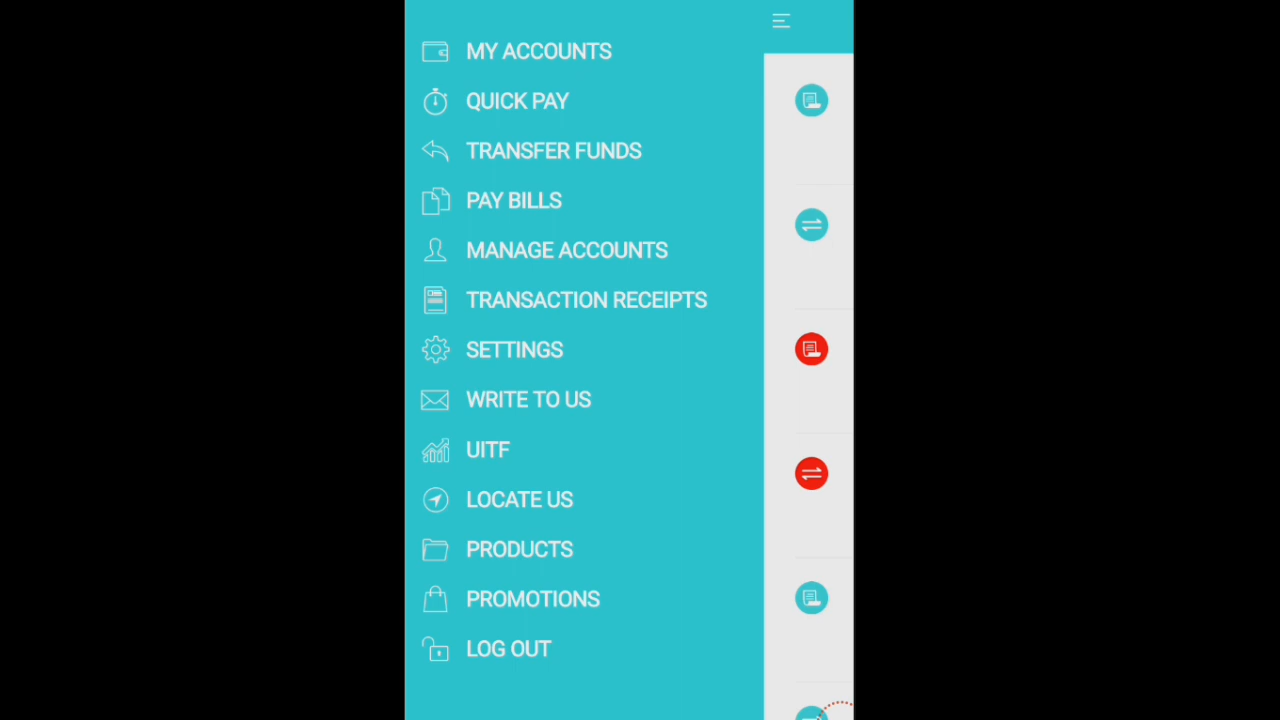 MY ACCOUNTS
QUICK PAY
TRANSFER FUNDS
PAY BILLS
MANAGE ACCOUNTS
TRANSACTION RECEIPTS
SETTINGS
WRITE TO US
UITF
LOCATE US
PRODUCTS
PROMOTIONS
LOG OUT